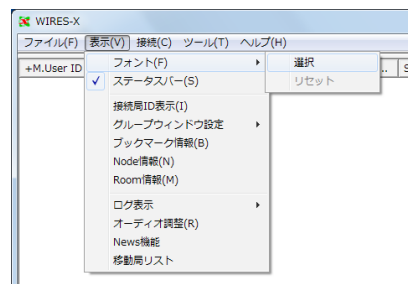 WIRES-X
ファイル(F) 表示(V) 接続(C) ツール(T) ヘルプ(H)
+M.User ID
フォント(F)
選択
リセット
ステータスバー(S)
接続局ID表示(I)
グループウィンドウ設定
ブックマーク情報(B)
Node情報(N)
Room情報(M)
ログ表示
オーディオ調整(R)
News機能
移動局リスト